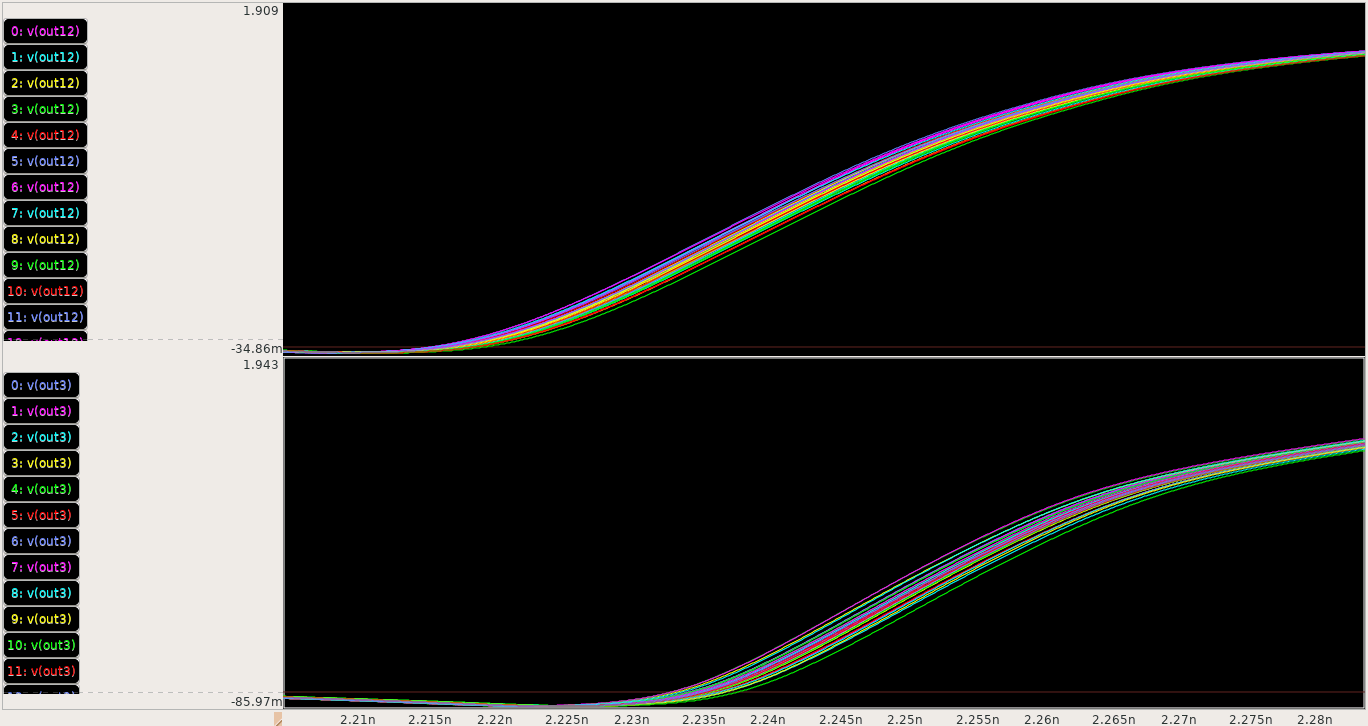 1.909
0: v(out12)
1: v(out12)
2: v(out12)
3: v(out12)
4: v(out12)
5: v(out12)
6: v(out12)
7: v(out12)
8: v(out12)
9: v(out12)
10: v(out12)
11: v(out12)
-34.86m
1.943
0: v(out3)
1: v(out3)
2: v(out3)
3: v(out3)
4: v(out3)
5: v(out3)
6: v(out3)
7: v(out3)
8: v(out3)
9: v(out3)
10: v(out3)
11: v(out3)
-85.97m
2.21n 2.215n 2.22n 2.225n 2.23n 2.235n 2.24n 2.245n 2.25n 2.255n 2.26n 2.265n 2.27n 2.275n 2.28n